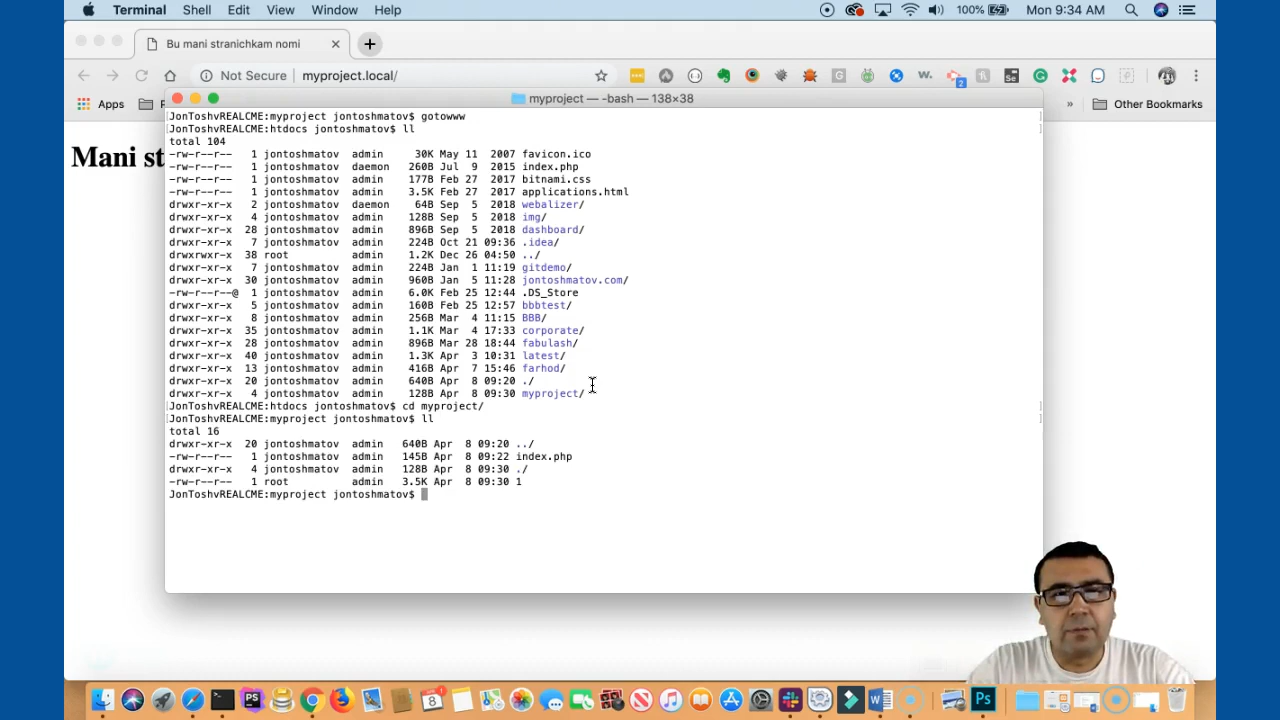 Terminal Shell Edit View Window Help 100% Mon 9:34 AM
Bu mani stranichkam nomi
Not Secure myproject.local/
Apps Other Bookmarks
myproject — -bash — 138×38
Mani st
JonToshvREALCME:myproject jontoshmatov$ gotowww
JonToshvREALCME:htdocs jontoshmatov$ ll
total 104
-rw-r--r-- 1 jontoshmatov admin 30K May 11 2007 favicon.ico
-rw-r--r-- 1 jontoshmatov daemon 260B Jul 9 2015 index.php
-rw-r--r-- 1 jontoshmatov admin 177B Feb 27 2017 bitnami.css
-rw-r--r-- 1 jontoshmatov admin 3.5K Feb 27 2017 applications.html
drwxr-xr-x 2 jontoshmatov daemon 64B Sep 5 2018 webalizer/
drwxr-xr-x 4 jontoshmatov admin 128B Sep 5 2018 img/
drwxr-xr-x 28 jontoshmatov admin 896B Sep 5 2018 dashboard/
drwxr-xr-x 7 jontoshmatov admin 224B Oct 21 09:36 .idea/
drwxrwxr-x 38 root admin 1.2K Dec 26 04:50 ../
drwxr-xr-x 7 jontoshmatov admin 224B Jan 1 11:19 gitdemo/
drwxr-xr-x 30 jontoshmatov admin 960B Jan 5 11:28 jontoshmatov.com/
-rw-r--r--@ 1 jontoshmatov admin 6.0K Feb 25 12:44 .DS_Store
drwxr-xr-x 5 jontoshmatov admin 160B Feb 25 12:57 bbbtest/
drwxr-xr-x 8 jontoshmatov admin 256B Mar 4 11:15 BBB/
drwxr-xr-x 35 jontoshmatov admin 1.1K Mar 4 17:33 corporate/
drwxr-xr-x 28 jontoshmatov admin 896B Mar 28 18:44 fabulash/
drwxr-xr-x 40 jontoshmatov admin 1.3K Apr 3 10:31 latest/
drwxr-xr-x 13 jontoshmatov admin 416B Apr 7 15:46 farhod/
drwxr-xr-x 20 jontoshmatov admin 640B Apr 8 09:20 ./
drwxr-xr-x 4 jontoshmatov admin 128B Apr 8 09:30 myproject/
JonToshvREALCME:htdocs jontoshmatov$ cd myproject/
JonToshvREALCME:myproject jontoshmatov$ ll
total 16
drwxr-xr-x 20 jontoshmatov admin 640B Apr 8 09:20 ../
-rw-r--r-- 1 jontoshmatov admin 145B Apr 8 09:22 index.php
drwxr-xr-x 4 jontoshmatov admin 128B Apr 8 09:30 ./
-rw-r--r-- 1 root admin 3.5K Apr 8 09:30 1
JonToshvREALCME:myproject jontoshmatov$